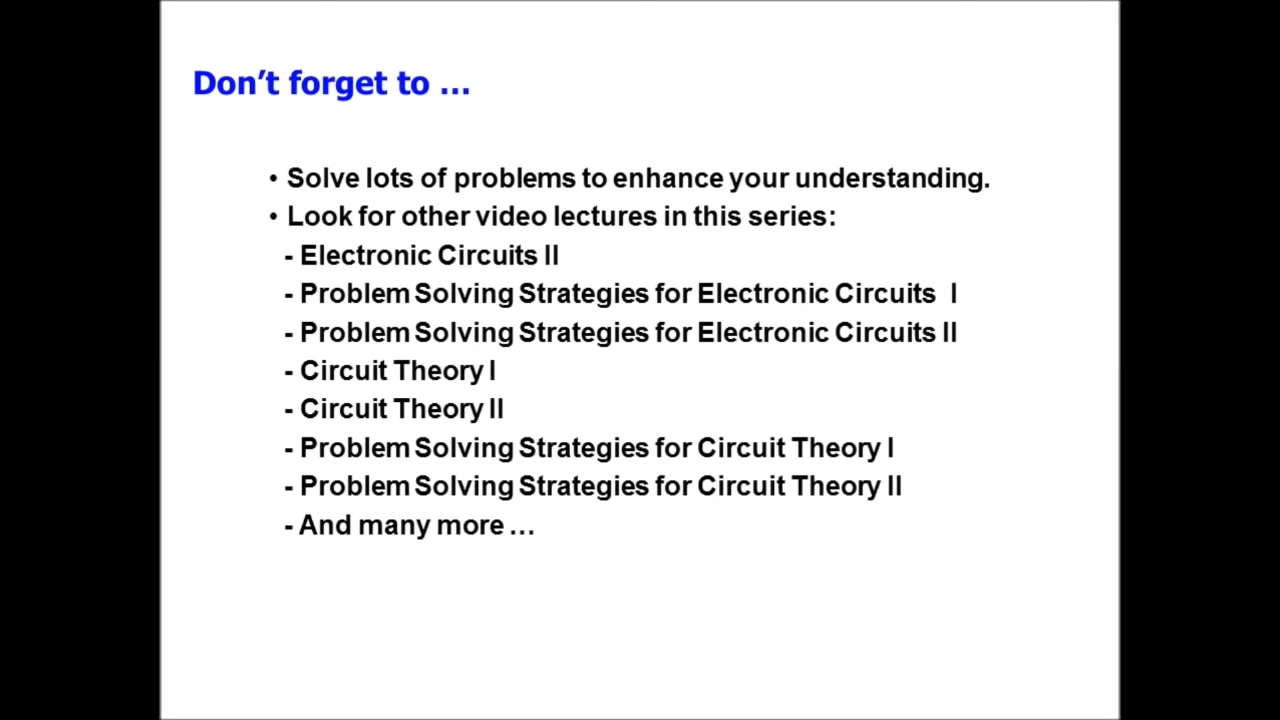 Don’t forget to …
• Solve lots of problems to enhance your understanding.
• Look for other video lectures in this series:
- Electronic Circuits II
- Problem Solving Strategies for Electronic Circuits I
- Problem Solving Strategies for Electronic Circuits II
- Circuit Theory I
- Circuit Theory II
- Problem Solving Strategies for Circuit Theory I
- Problem Solving Strategies for Circuit Theory II
- And many more …